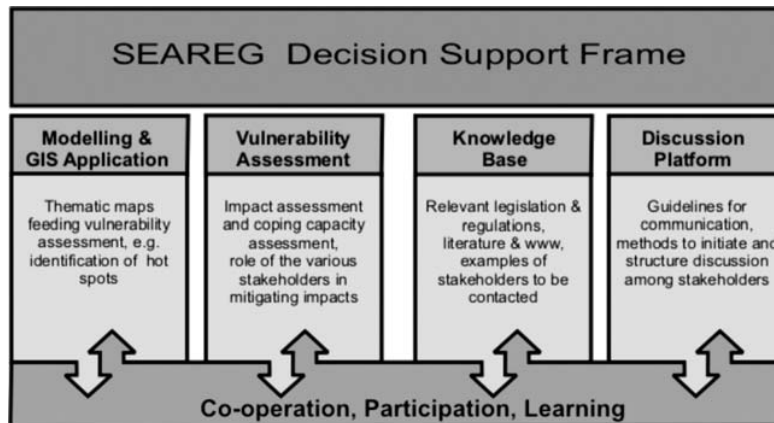 SEAREG Decision Support Frame
Modelling &
GIS Application
Thematic maps
feeding vulnerability
assessment, e.g.
identification of hot
spots
Vulnerability
Assessment
Impact assessment
and coping capacity
assessment,
role of the various
stakeholders in
mitigating impacts
Knowledge
Base
Relevant legislation &
regulations,
literature & www,
examples of
stakeholders to be
contacted
Discussion
Platform
Guidelines for
communication,
methods to initiate and
structure discussion
among stakeholders
Co-operation, Participation, Learning